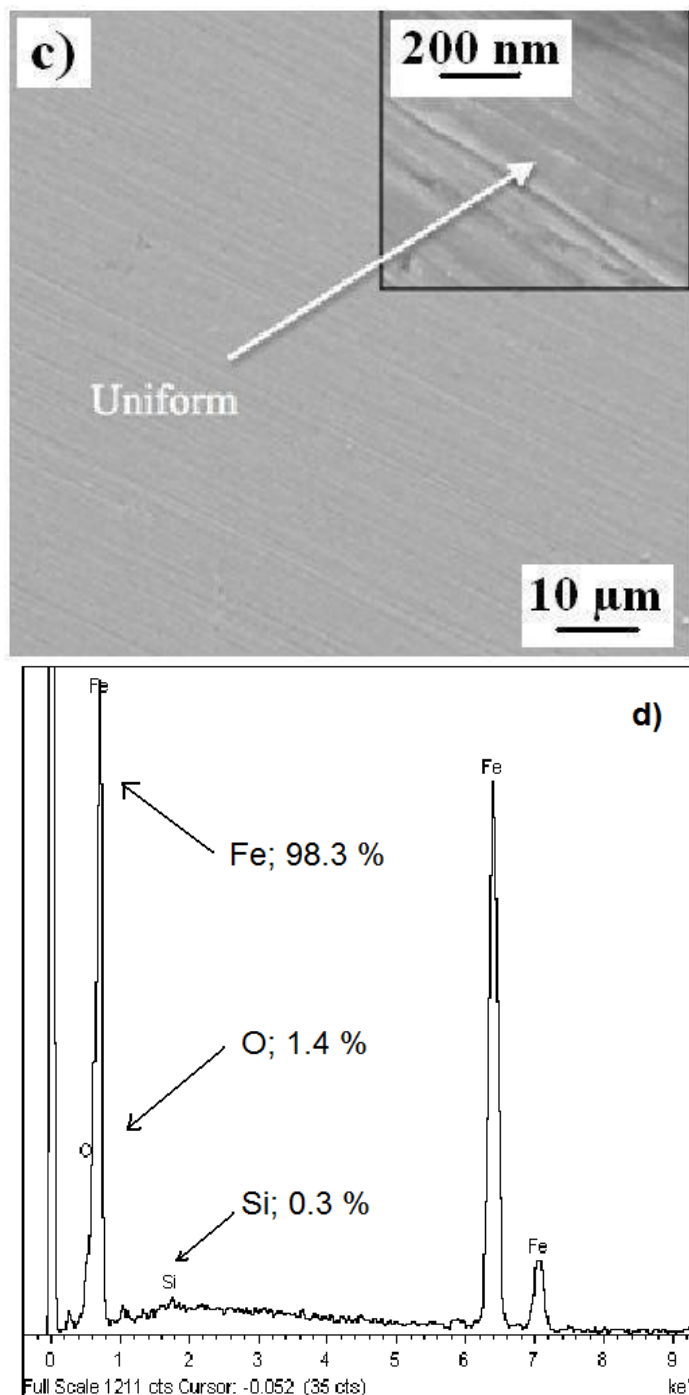 c)
200 nm
Uniform
10 µm
d)
Fe
Fe
Fe; 98.3 %
O; 1.4 %
O
Si; 0.3 %
Si
Fe
0 1 2 3 4 5 6 7 8 9
Full Scale 1211 cts Cursor: -0.052 (35 cts)
ke